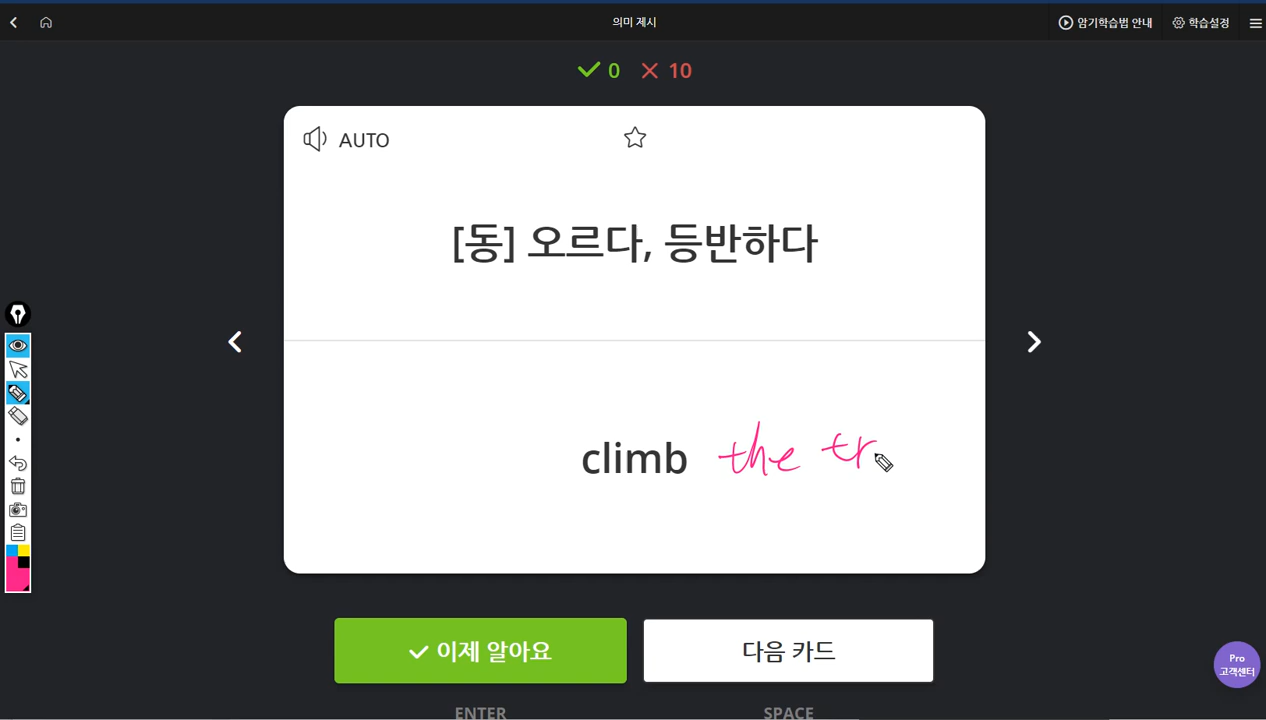 의미 제시
암기학습법 안내
학습설정
0 10
AUTO
[동] 오르다, 등반하다
climb the tr
이제 알아요
다음 카드
Pro
고객센터
ENTER
SPACE